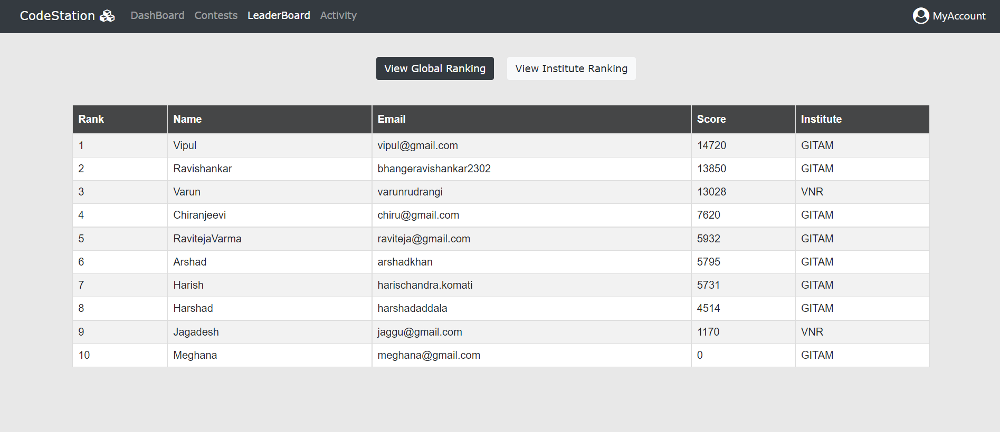 CodeStation DashBoard Contests LeaderBoard Activity MyAccount
View Global Ranking View Institute Ranking
Rank Name Email Score Institute
1 Vipul vipul@gmail.com 14720 GITAM
2 Ravishankar bhangeravishankar2302 13850 GITAM
3 Varun varunrudrangi 13028 VNR
4 Chiranjeevi chiru@gmail.com 7620 GITAM
5 RavitejaVarma raviteja@gmail.com 5932 GITAM
6 Arshad arshadkhan 5795 GITAM
7 Harish harischandra.komati 5731 GITAM
8 Harshad harshadaddala 4514 GITAM
9 Jagadesh jaggu@gmail.com 1170 VNR
10 Meghana meghana@gmail.com 0 GITAM